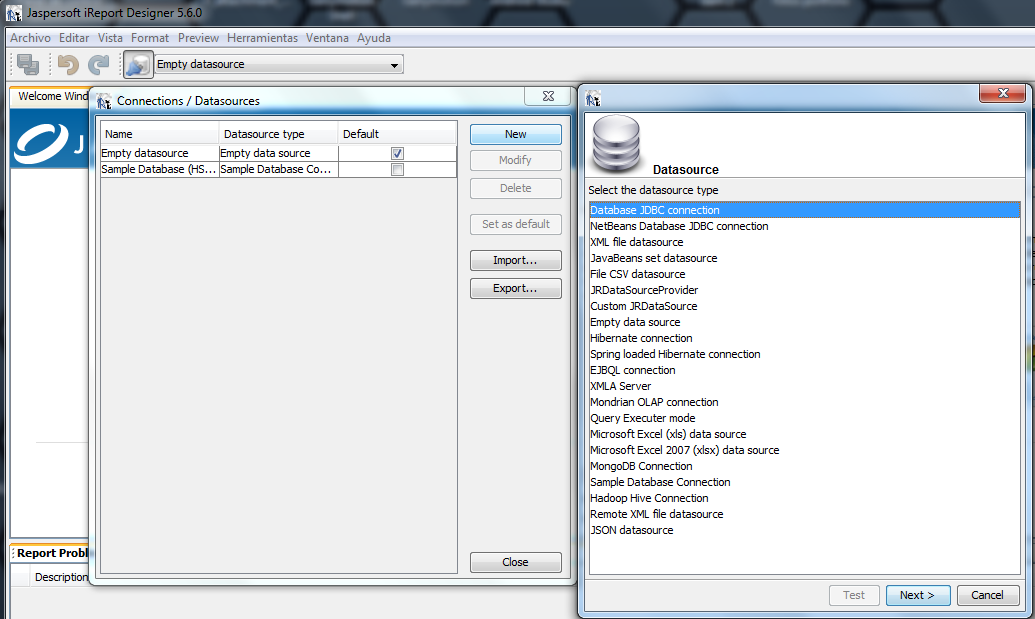 Jaspersoft iReport Designer 5.6.0
Archivo Editar Vista Format Preview Herramientas Ventana Ayuda
Empty datasource
Welcome Wind
J
Connections / Datasources
Name Datasource type Default
Empty datasource Empty data source
Sample Database (HS... Sample Database Co...
New
Modify
Delete
Set as default
Import...
Export...
Close
Report Probl
Description
Datasource
Select the datasource type
Database JDBC connection
NetBeans Database JDBC connection
XML file datasource
JavaBeans set datasource
File CSV datasource
JRDataSourceProvider
Custom JRDataSource
Empty data source
Hibernate connection
Spring loaded Hibernate connection
EJBQL connection
XMLA Server
Mondrian OLAP connection
Query Executer mode
Microsoft Excel (xls) data source
Microsoft Excel 2007 (xlsx) data source
MongoDB Connection
Sample Database Connection
Hadoop Hive Connection
Remote XML file datasource
JSON datasource
Test Next > Cancel